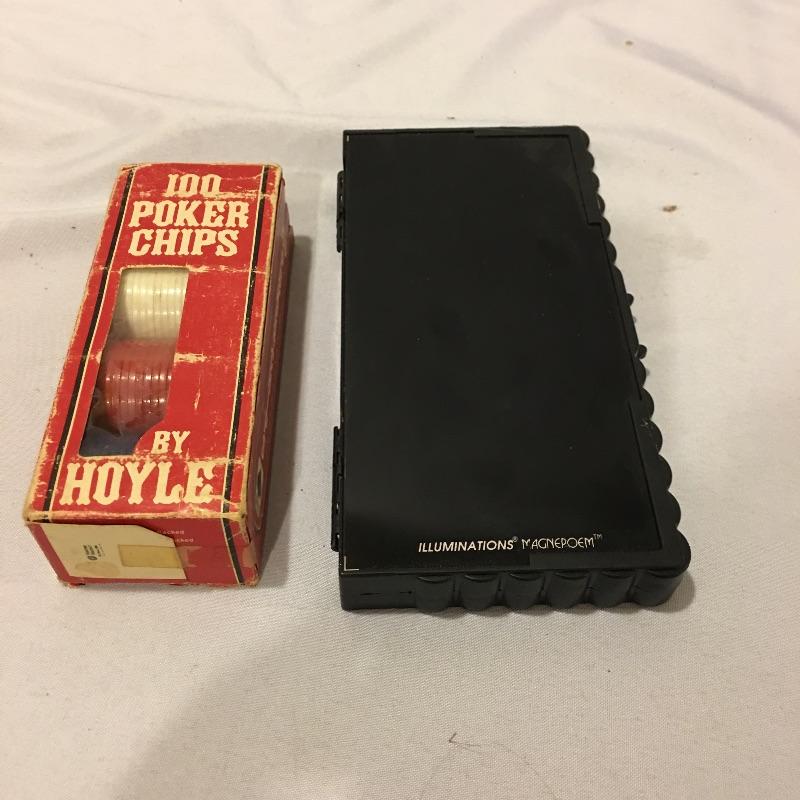 100
POKER
CHIPS
BY
HOYLE
ILLUMINATIONS® MAGNEPOEM™